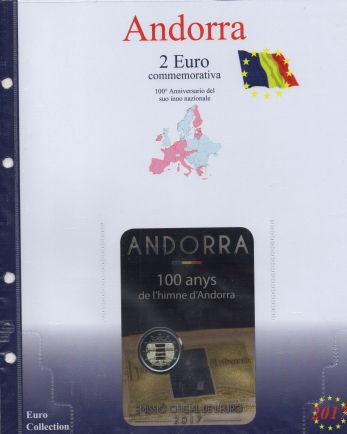 Andorra
2 Euro
commemorativa
100° Anniversario del
suo inno nazionale
ANDORRA
100 anys
de l'himne d'Andorra
EMISSIÓ OFICIAL DE L'EURO
2017
Euro
Collection
2017